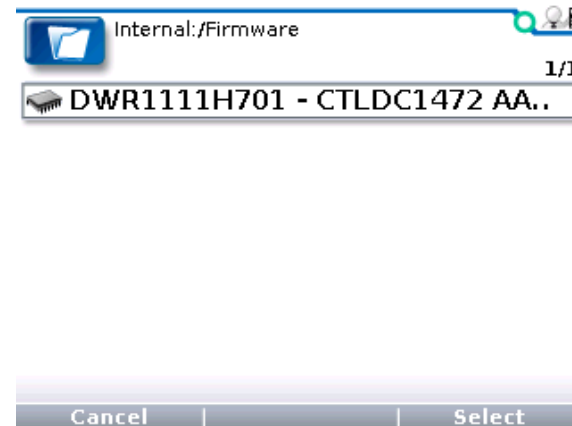 Internal:/Firmware
1/1
DWR1111H701 - CTLDC1472 AA..
Cancel
Select